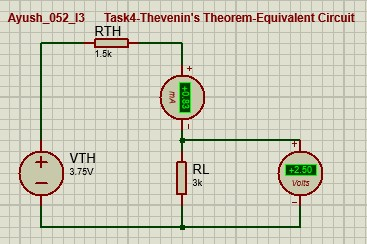 Ayush_052_I3 Task4-Thevenin's Theorem-Equivalent Circuit
RTH
1.5k
+
+0.83
mA
-
VTH
3.75V
+
-
RL
3k
+
+2.50
Volts
-